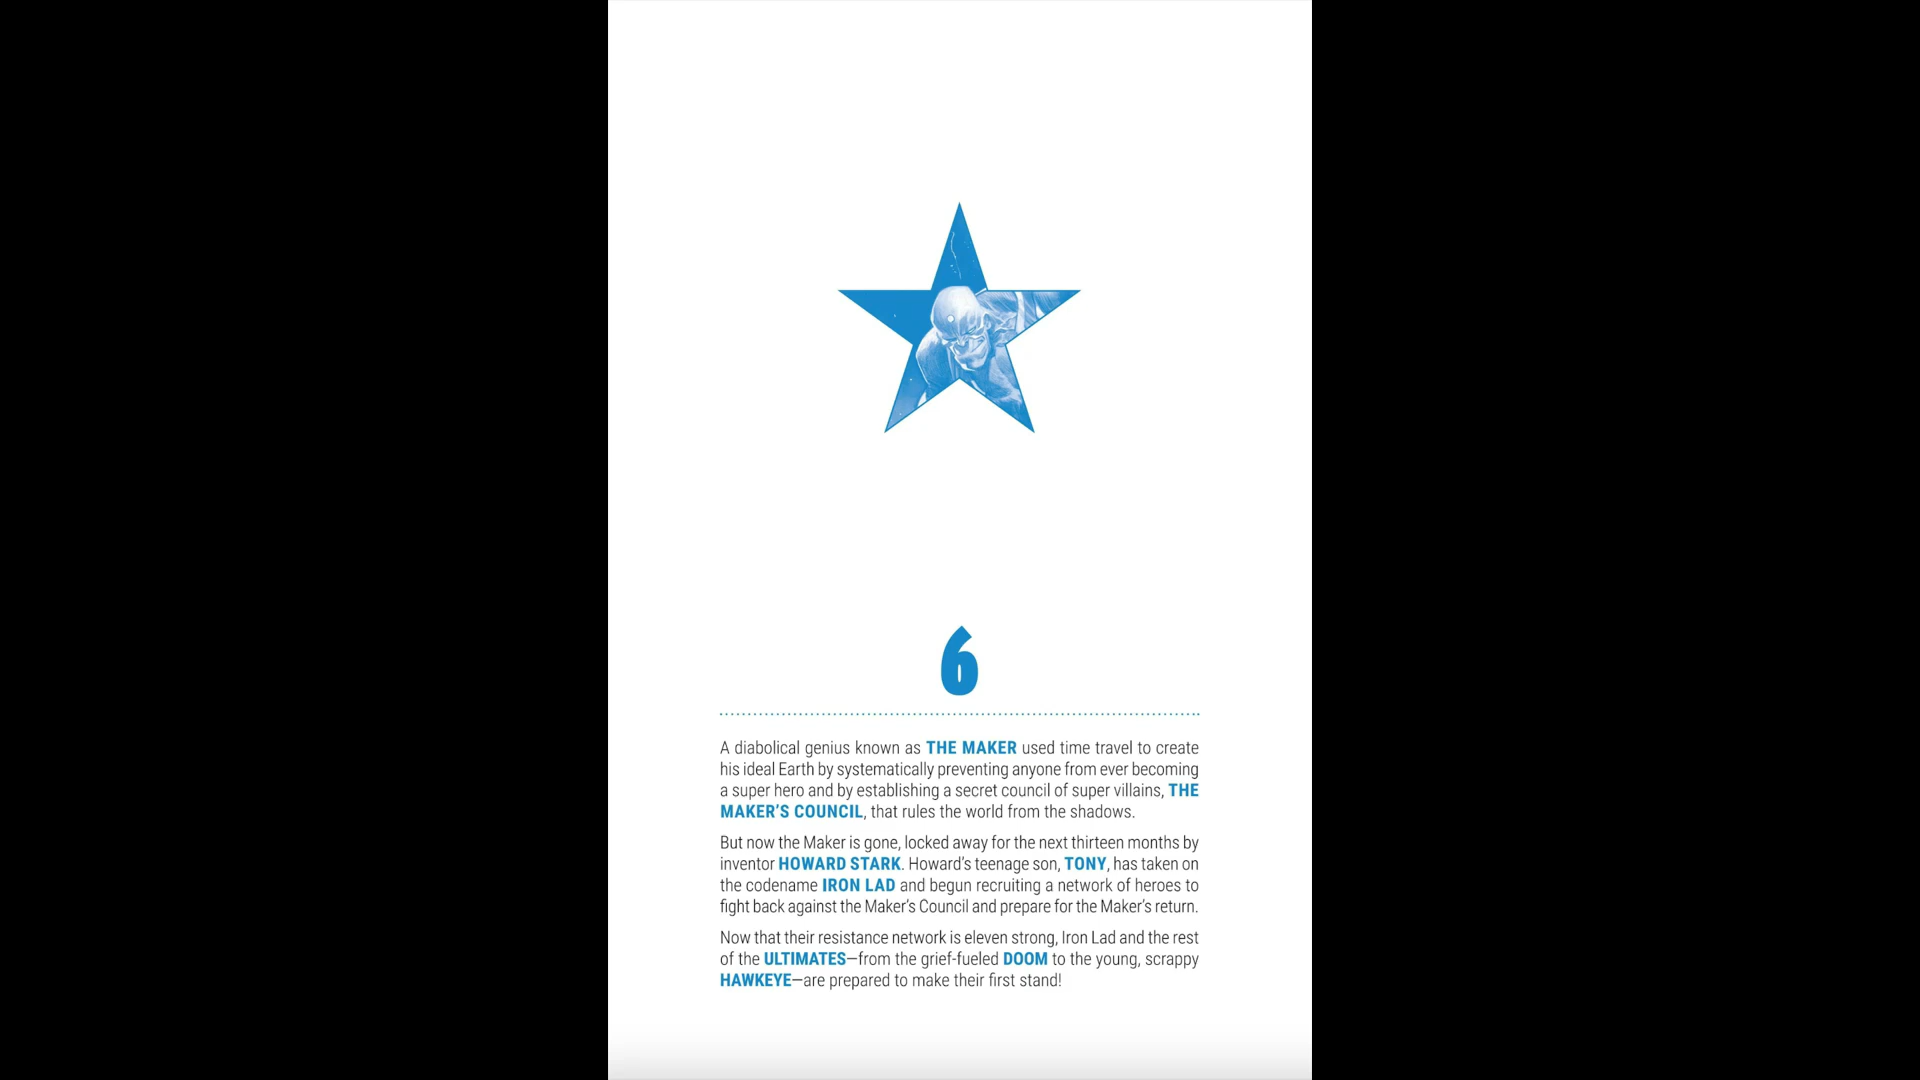 6
A diabolical genius known as THE MAKER used time travel to create
his ideal Earth by systematically preventing anyone from ever becoming
a super hero and by establishing a secret council of super villains, THE
MAKER’S COUNCIL, that rules the world from the shadows.
But now the Maker is gone, locked away for the next thirteen months by
inventor HOWARD STARK. Howard’s teenage son, TONY, has taken on
the codename IRON LAD and begun recruiting a network of heroes to
fight back against the Maker’s Council and prepare for the Maker’s return.
Now that their resistance network is eleven strong, Iron Lad and the rest
of the ULTIMATES—from the grief-fueled DOOM to the young, scrappy
HAWKEYE—are prepared to make their first stand!